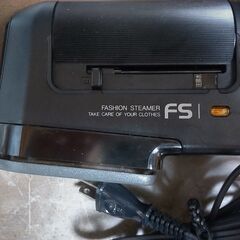 FASHION STEAMER
TAKE CARE OF YOUR CLOTHES
FS